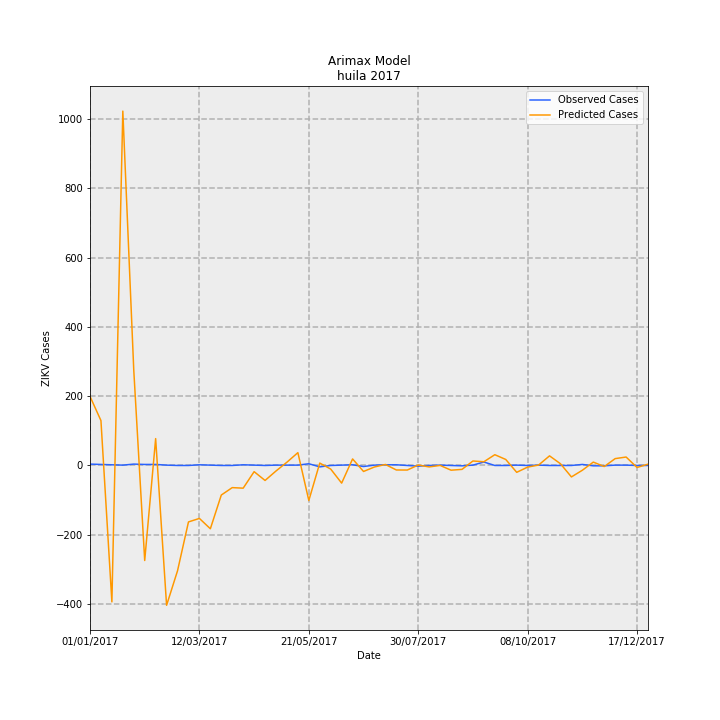 Arimax Model
huila 2017
Observed Cases
Predicted Cases
ZIKV Cases
1000
800
600
400
200
0
−200
−400
01/01/2017
12/03/2017
21/05/2017
30/07/2017
08/10/2017
17/12/2017
Date